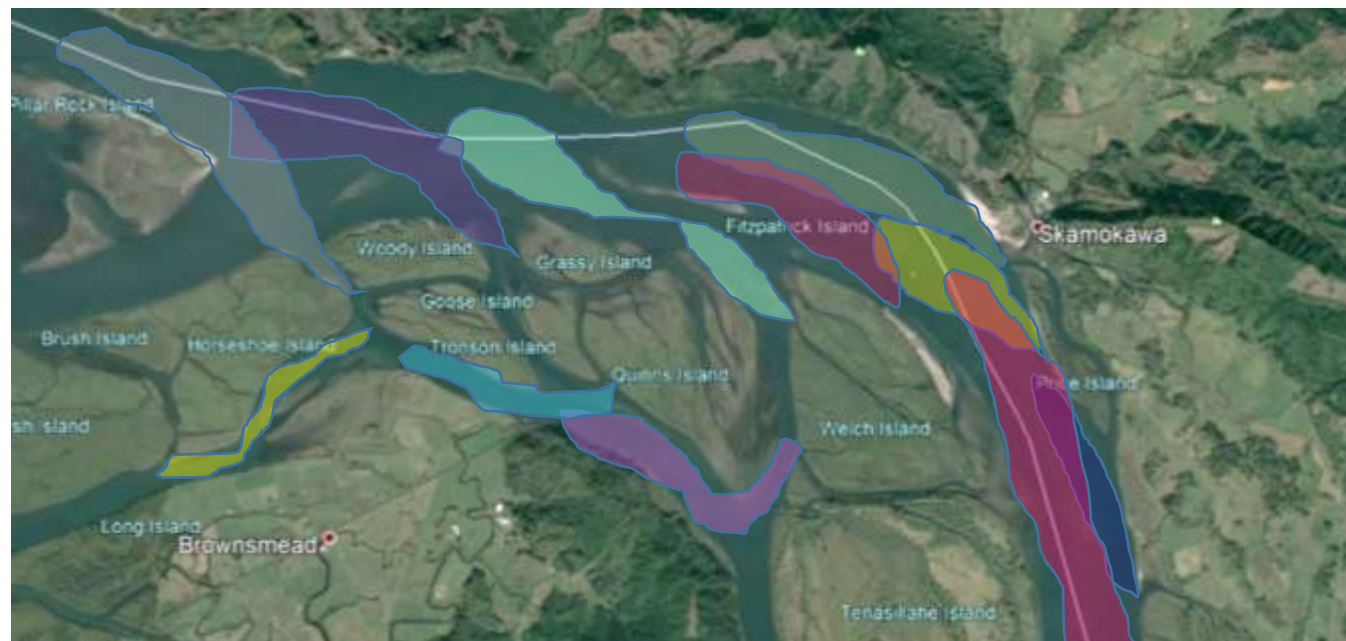 Pillar Rock Island
Fitzpatrick Island
Skamokawa
Woody Island
Grassy Island
Goose Island
Brush Island
Horseshoe Island
Tronson Island
Quinns Island
Price Island
sh Island
Welch Island
Long Island
Brownsmead
Tenasillahe Island